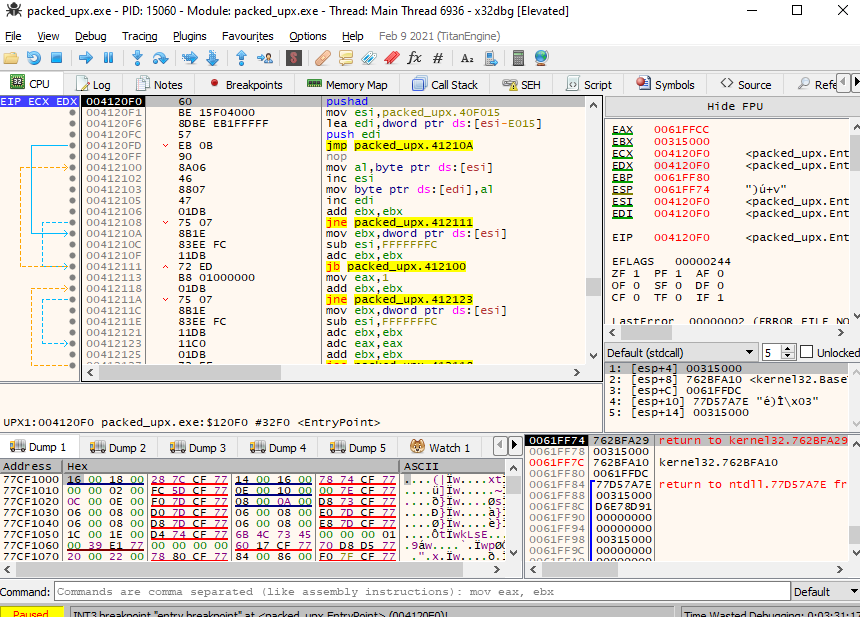 packed_upx.exe - PID: 15060 - Module: packed_upx.exe - Thread: Main Thread 6936 - x32dbg [Elevated]
File View Debug Tracing Plugins Favourites Options Help Feb 9 2021 (TitanEngine)
CPU Log Notes Breakpoints Memory Map Call Stack SEH Script Symbols Source Refe
EIP ECX EDX 004120F0 60 pushad
004120F1 BE 15F04000 mov esi,packed_upx.40F015
004120F6 8DBE EB1FFFFF lea edi,dword ptr ds:[esi-E015]
004120FC 57 push edi
004120FD EB 0B jmp packed_upx.41210A
004120FF 90 nop
00412100 8A06 mov al,byte ptr ds:[esi]
00412102 46 inc esi
00412103 8807 mov byte ptr ds:[edi],al
00412105 47 inc edi
00412106 01DB add ebx,ebx
00412108 75 07 jne packed_upx.412111
0041210A 8B1E mov ebx,dword ptr ds:[esi]
0041210C 83EE FC sub esi,FFFFFFFC
0041210F 11DB adc ebx,ebx
00412111 72 ED jb packed_upx.412100
00412113 B8 01000000 mov eax,1
00412118 01DB add ebx,ebx
0041211A 75 07 jne packed_upx.412123
0041211C 8B1E mov ebx,dword ptr ds:[esi]
0041211E 83EE FC sub esi,FFFFFFFC
00412121 11DB adc ebx,ebx
00412123 11C0 adc eax,eax
00412125 01DB add ebx,ebx
Hide FPU
EAX 0061FFCC
EBX 00315000
ECX 004120F0 <packed_upx.Ent
EDX 004120F0 <packed_upx.Ent
EBP 0061FF80
ESP 0061FF74 ")ú+v"
ESI 004120F0 <packed_upx.Ent
EDI 004120F0 <packed_upx.Ent
EIP 004120F0 <packed_upx.Ent
EFLAGS 00000244
ZF 1 PF 1 AF 0
OF 0 SF 0 DF 0
CF 0 TF 0 IF 1
LastError 00000002 (ERROR_FILE_NO
Default (stdcall) 5 Unlocked
1: [esp+4] 00315000
2: [esp+8] 762BFA10 <kernel32.Base
3: [esp+C] 0061FFDC
4: [esp+10] 77D57A7E "é)Ì\x03"
5: [esp+14] 00315000
UPX1:004120F0 packed_upx.exe:$120F0 #32F0 <EntryPoint>
Dump 1 Dump 2 Dump 3 Dump 4 Dump 5 Watch 1
Address Hex ASCII
77CF1000 16 00 18 00 28 7C CF 77 14 00 16 00 78 74 CF 77 ....(|Ïw....xt
77CF1010 00 00 02 00 FC 5D CF 77 0E 00 10 00 00 7E CF 77 ....ü]Ïw.....~
77CF1020 0C 00 0E 00 F0 7D CF 77 08 00 0A 00 D8 73 CF 77
77CF1030 06 00 08 00 D0 7D CF 77 06 00 08 00 E0 7D CF 77
77CF1040 06 00 08 00 D8 7D CF 77 06 00 08 00 E8 7D CF 77
77CF1050 1C 00 1E 00 D4 74 CF 77 6B 4C 73 45 00 00 00 01 ....ÔtÏwkLsE..
77CF1060 00 39 E1 77 00 00 00 00 60 17 CF 77 70 D8 D5 77 .9áw....`.ÏwpØ
77CF1070 20 00 22 00 78 80 CF 77 84 00 86 00 F0 7F CF 77
0061FF74 762BFA29 return to kernel32.762BFA29
0061FF78 00315000
0061FF7C 762BFA10 kernel32.762BFA10
0061FF80 0061FFDC
0061FF84 77D57A7E return to ntdll.77D57A7E fr
0061FF88 00315000
0061FF8C D6E78D91
0061FF90 00000000
0061FF94 00000000
0061FF98 00315000
0061FF9C 00000000
Command: Commands are comma separated (like assembly instructions): mov eax, ebx Default
Paused INT3 breakpoint "entry breakpoint" at <packed_upx.EntryPoint> (004120F0)! Time Wasted Debugging: 0:03:31:17